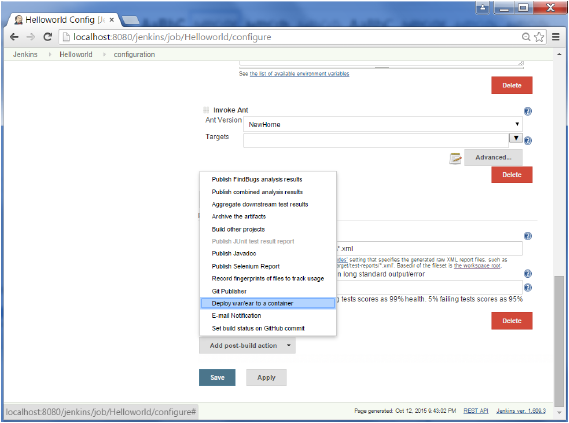 Helloworld Config [Je
localhost:8080/jenkins/job/Helloworld/configure
Jenkins
Helloworld
configuration
See the list of available environment variables
Delete
Invoke Ant
Ant Version
NewHome
Targets
Advanced...
Delete
Publish FindBugs analysis results
Publish combined analysis results
Aggregate downstream test results
Archive the artifacts
Build other projects
Publish JUnit test result report
Publish Javadoc
Publish Selenium Report
Record fingerprints of files to track usage
Git Publisher
Deploy war/ear to a container
E-mail Notification
Set build status on GitHub commit
*.xml
setting that specifies the generated raw XML report files, such as
target/test-reports/*.xml. Basedir of the fileset is the workspace root.
n long standard output/error
ng tests scores as 99% health. 5% failing tests scores as 95%
Delete
Add post-build action
Save
Apply
localhost:8080/jenkins/job/Helloworld/configure#
Page generated: Oct 12, 2015 9:43:02 PM
REST API
Jenkins ver. 1.609.3